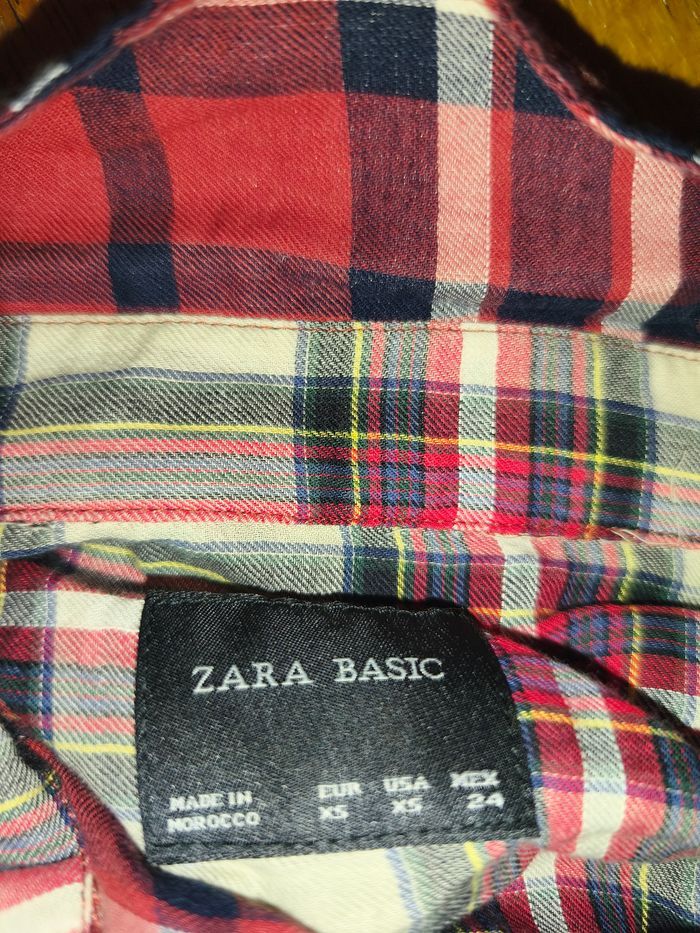 ZARA BASIC
MADE IN EUR USA MEX
MOROCCO XS XS 24